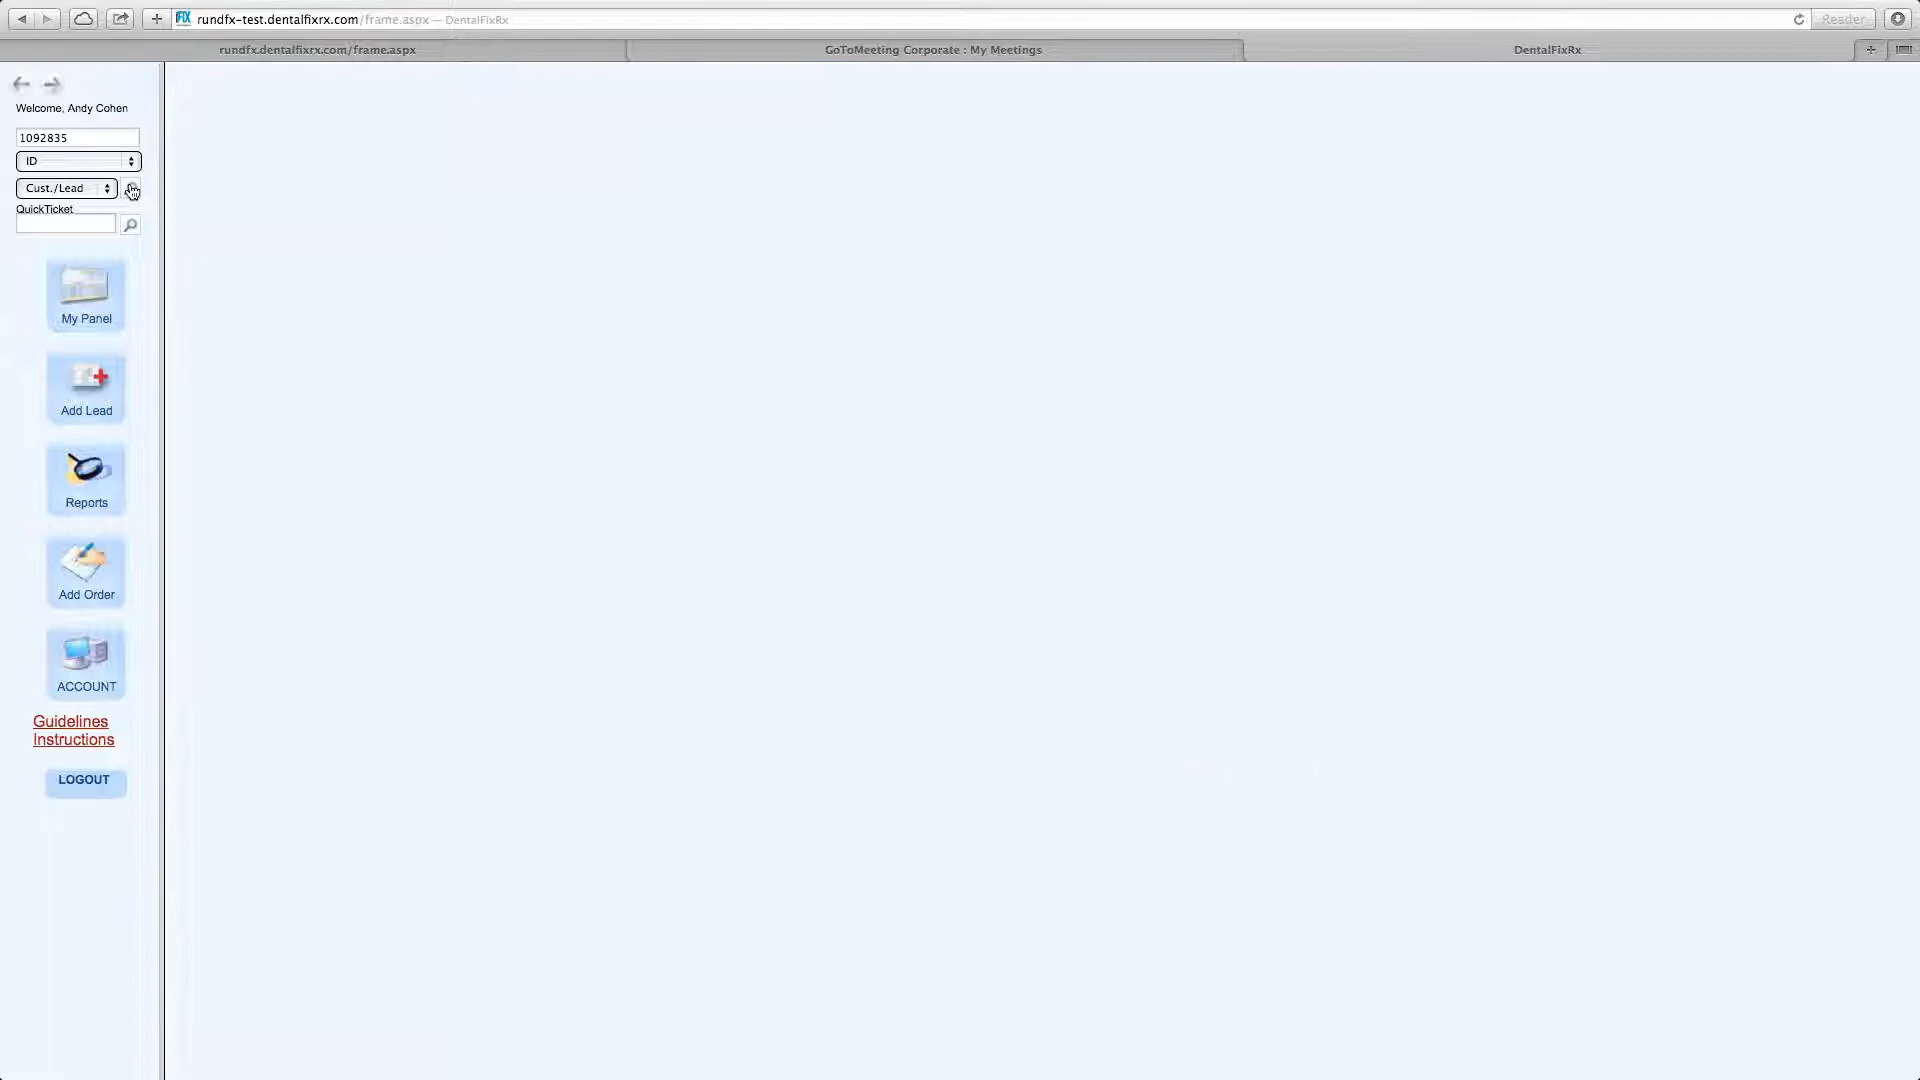 FIX rundfx-test.dentalfixrx.com/frame.aspx — DentalFixRx
Reader
rundfx.dentalfixrx.com/frame.aspx
GoToMeeting Corporate : My Meetings
DentalFixRx
Welcome, Andy Cohen
1092835
ID
Cust./Lead
QuickTicket
My Panel
Add Lead
Reports
Add Order
ACCOUNT
Guidelines
Instructions
LOGOUT